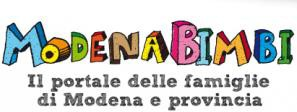 MODENABIMBI
Il portale delle famiglie
di Modena e provincia